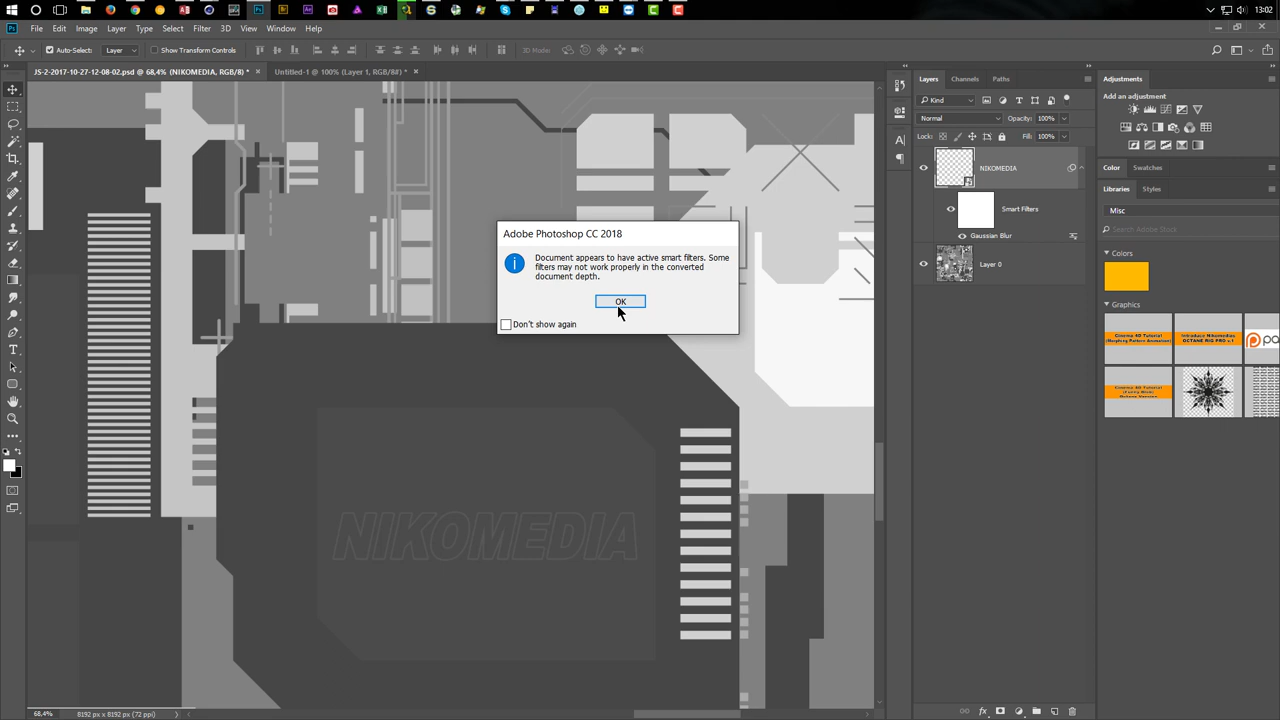 13:02
File Edit Image Layer Type Select Filter 3D View Window Help
Auto-Select: Layer Show Transform Controls 3D Modes
JS-2-2017-10-27-12-08-02.psd @ 68,4% (NIKOMEDIA, RGB/8) * × Untitled-1 @ 100% (Layer 1, RGB/8#) * ×
Layers Channels Paths
Kind
Normal Opacity: 100%
Lock: Fill: 100%
NIKOMEDIA
Smart Filters
Gaussian Blur
Layer 0
Adjustments
Add an adjustment
Color Swatches
Libraries Styles
Misc
Search Adobe Stock
Colors
Graphics
Adobe Photoshop CC 2018
Document appears to have active smart filters. Some
filters may not work properly in the converted
document depth.
OK
Don't show again
NIKOMEDIA
68,4% 8192 px x 8192 px (72 ppi)